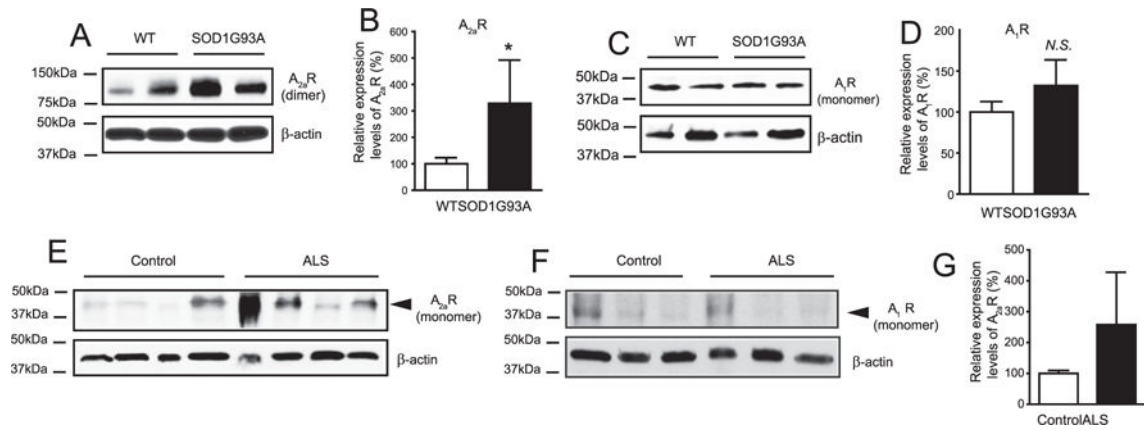 A
WT SOD1G93A
150kDa
75kDa
50kDa
37kDa
A2aR
(dimer)
β-actin
B
A2aR
Relative expression
levels of A2aR (%)
600
500
400
300
200
100
0
*
WTSOD1G93A
C
WT SOD1G93A
50kDa
37kDa
50kDa
37kDa
A1R
(monomer)
β-actin
D
A1R
Relative expression
levels of A1R (%)
200
150
100
50
0
N.S.
WTSOD1G93A
E
Control ALS
50kDa
37kDa
50kDa
37kDa
A2aR
(monomer)
β-actin
F
Control ALS
50kDa
37kDa
50kDa
37kDa
A1 R
(monomer)
β-actin
G
Relative expression
levels of A2aR (%)
500
400
300
200
100
0
ControlALS